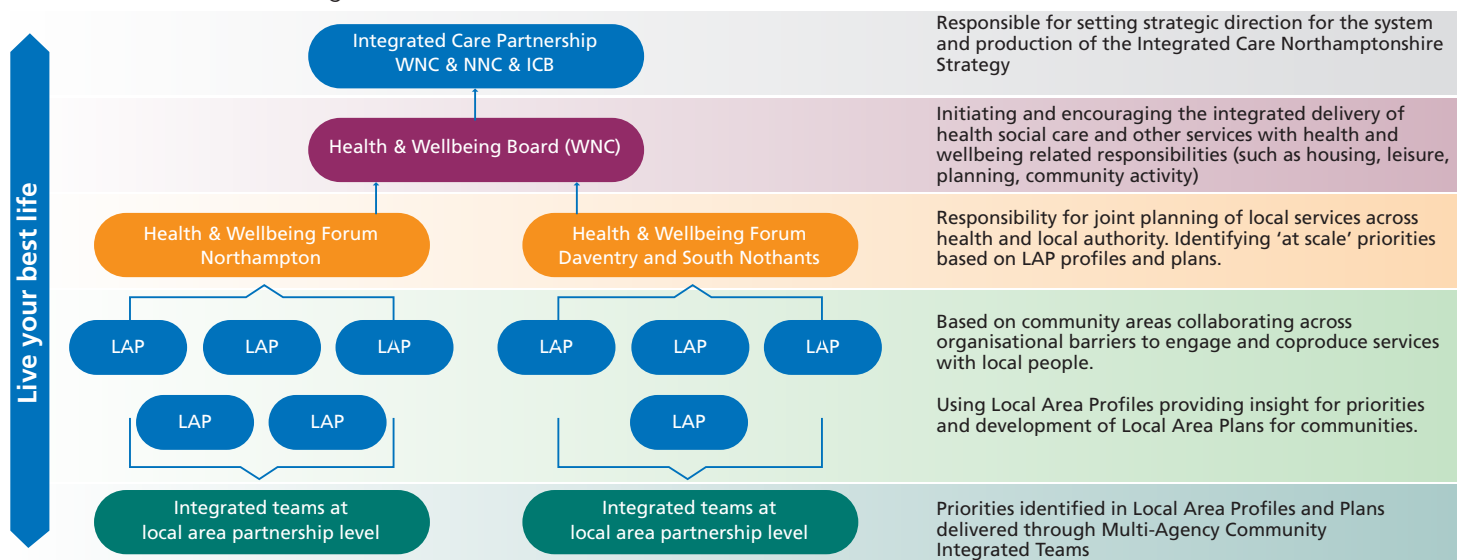 Live your best life
Integrated Care Partnership
WNC & NNC & ICB
Responsible for setting strategic direction for the system
and production of the Integrated Care Northamptonshire
Strategy
Health & Wellbeing Board (WNC)
Initiating and encouraging the integrated delivery of
health social care and other services with health and
wellbeing related responsibilities (such as housing, leisure,
planning, community activity)
Health & Wellbeing Forum
Northampton
Health & Wellbeing Forum
Daventry and South Nothants
Responsibility for joint planning of local services across
health and local authority. Identifying ‘at scale’ priorities
based on LAP profiles and plans.
LAP
LAP
LAP
LAP
LAP
LAP
LAP
LAP
LAP
Based on community areas collaborating across
organisational barriers to engage and coproduce services
with local people.
Using Local Area Profiles providing insight for priorities
and development of Local Area Plans for communities.
Integrated teams at
local area partnership level
Integrated teams at
local area partnership level
Priorities identified in Local Area Profiles and Plans
delivered through Multi-Agency Community
Integrated Teams